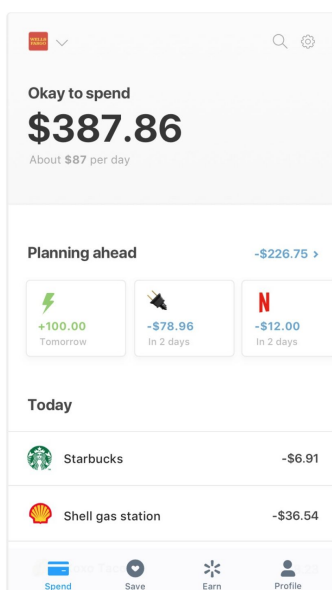 WELLS
FARGO
Okay to spend
$387.86
About $87 per day
Planning ahead
-$226.75 >
+100.00
Tomorrow
-$78.96
In 2 days
N
-$12.00
In 2 days
Today
Starbucks
-$6.91
Shell gas station
-$36.54
Spend
Save
Earn
Profile